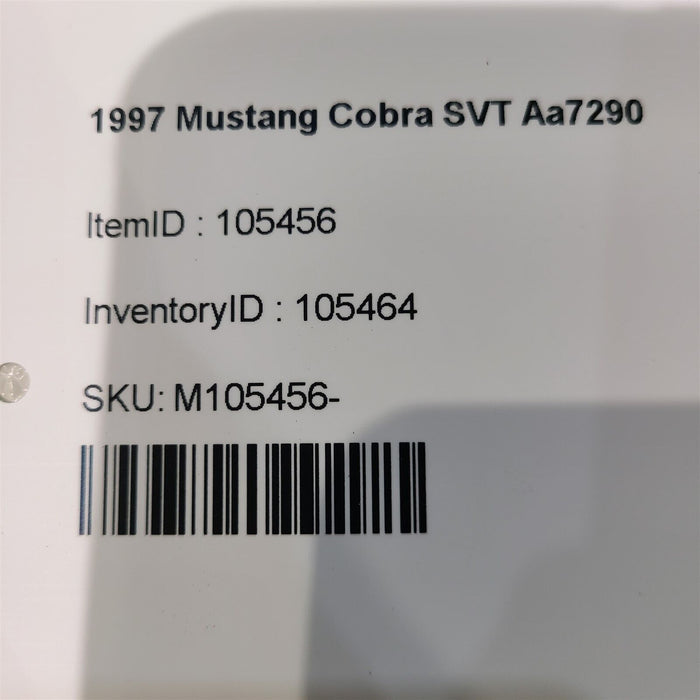 1997 Mustang Cobra SVT Aa7290
ItemID : 105456
InventoryID : 105464
SKU: M105456-